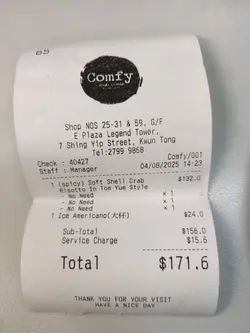 Comfy
Shop NOS 25-31 & 59, G/F
E Plaza Legend Tower,
7 Shing Yip Street, Kwun Tong
Tel:2799 9868
Comfy/001
Check : 40427 04/08/2025 14:23
Staff : Manager
1 (spicy) Soft Shell Crab $132.0
Risotto In Tom Yum Style
- No Need x 1
- No Need x 1
- No Need x 1
1 Ice Americano(大杯) $24.0
Sub-Total $156.0
Service Charge $15.6
Total $171.6
THANK YOU FOR YOUR VISIT
HAVE A NICE DAY